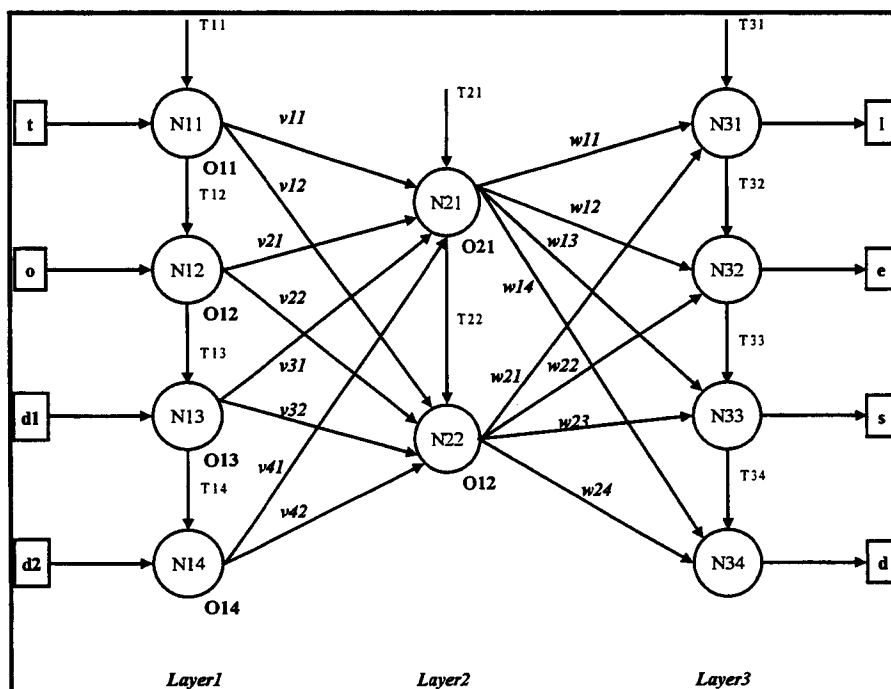 T11
T31
T21
t
N11
v11
w11
N31
l
O11
v12
T12
N21
w12
T32
v21
O21
w13
o
N12
w14
N32
e
O12
v22
T22
T13
v31
w21
w22
T33
d1
N13
v32
w23
N33
s
O13
N22
T14
v41
O12
w24
T34
v42
d2
N14
N34
d
O14
Layer1
Layer2
Layer3